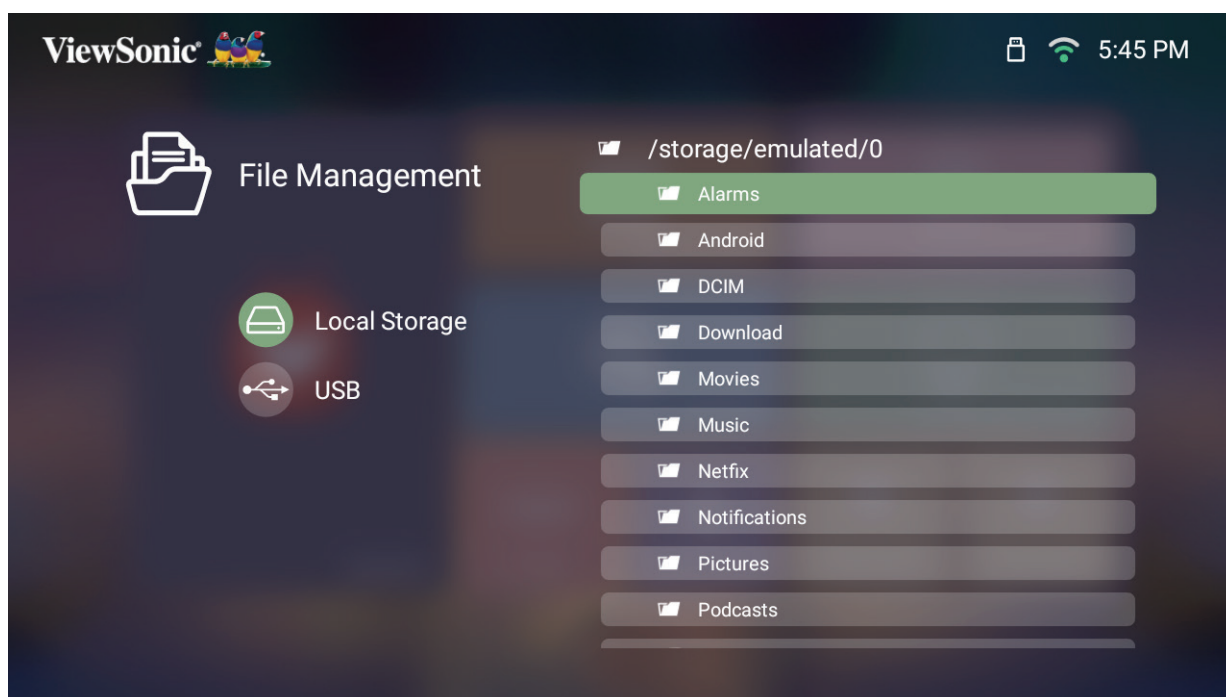 ViewSonic®
5:45 PM
File Management
/storage/emulated/0
Alarms
Android
DCIM
Local Storage
Download
USB
Movies
Music
Netfix
Notifications
Pictures
Podcasts